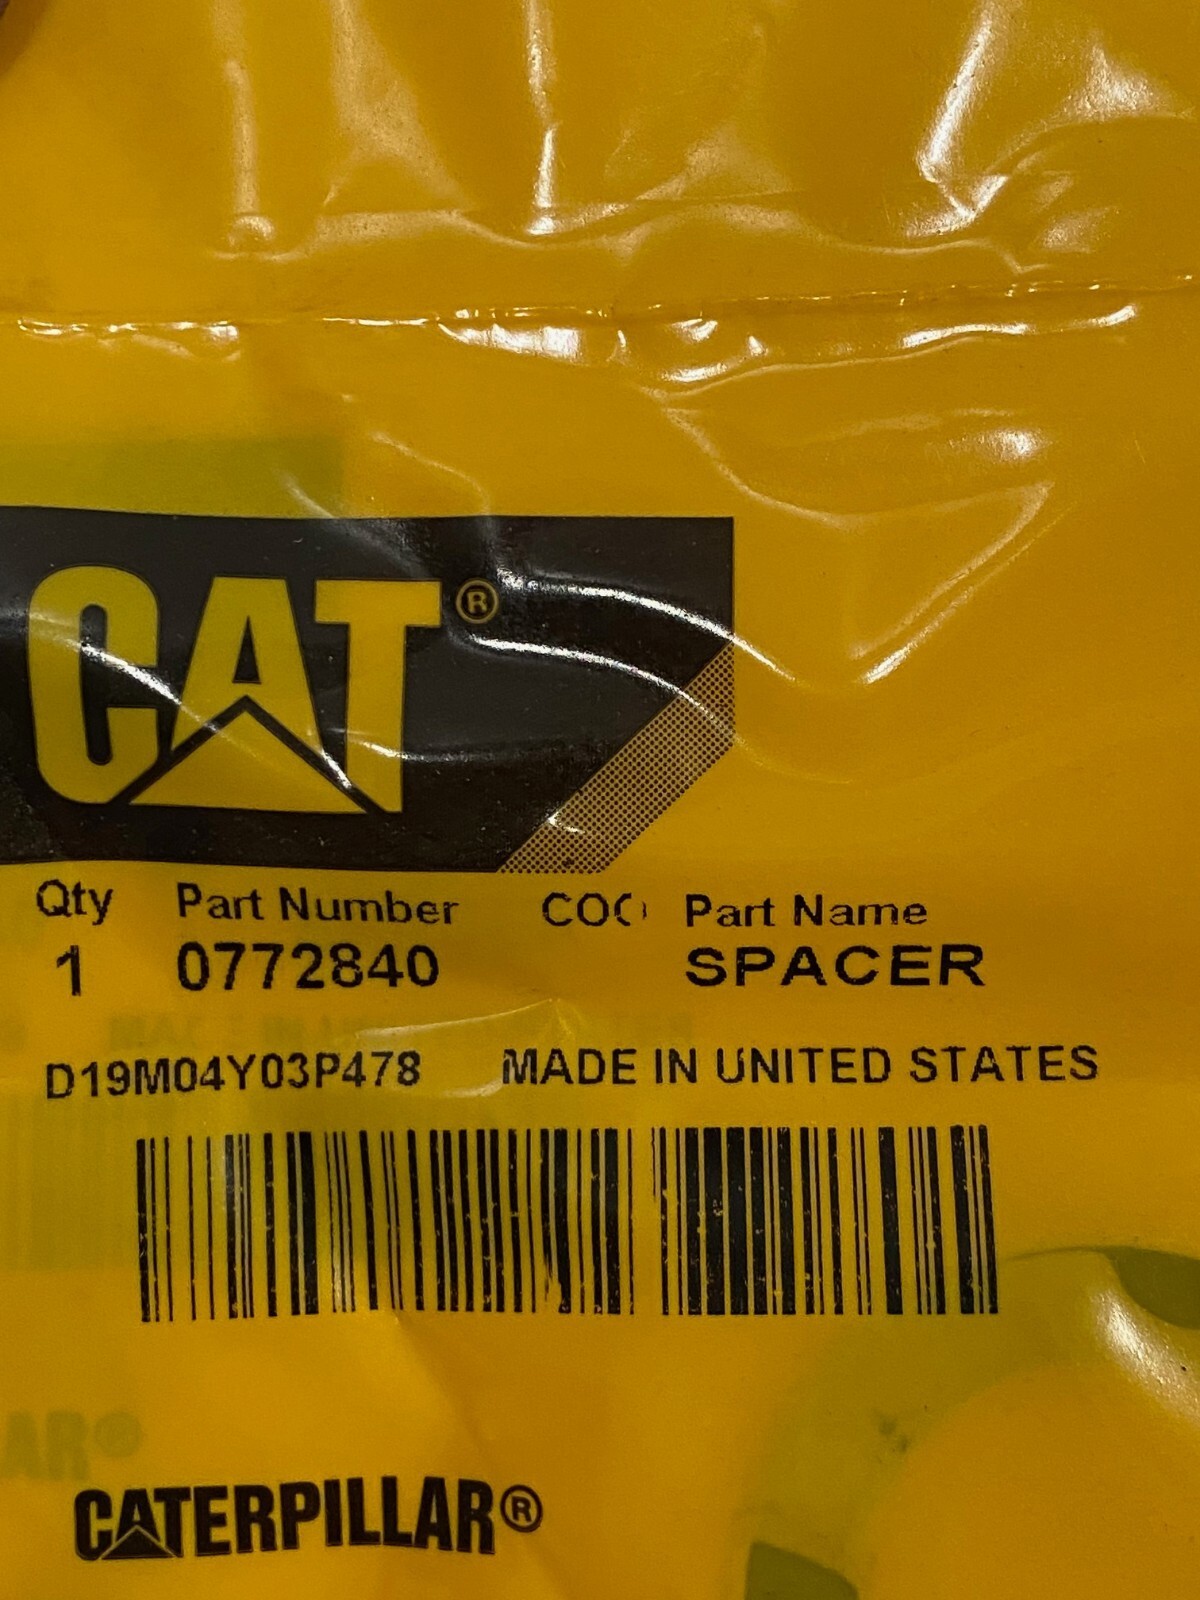 CAT®
Qty Part Number Part Name
1 0772840 SPACER
D19M04Y03P478 MADE IN UNITED STATES
CATERPILLAR®